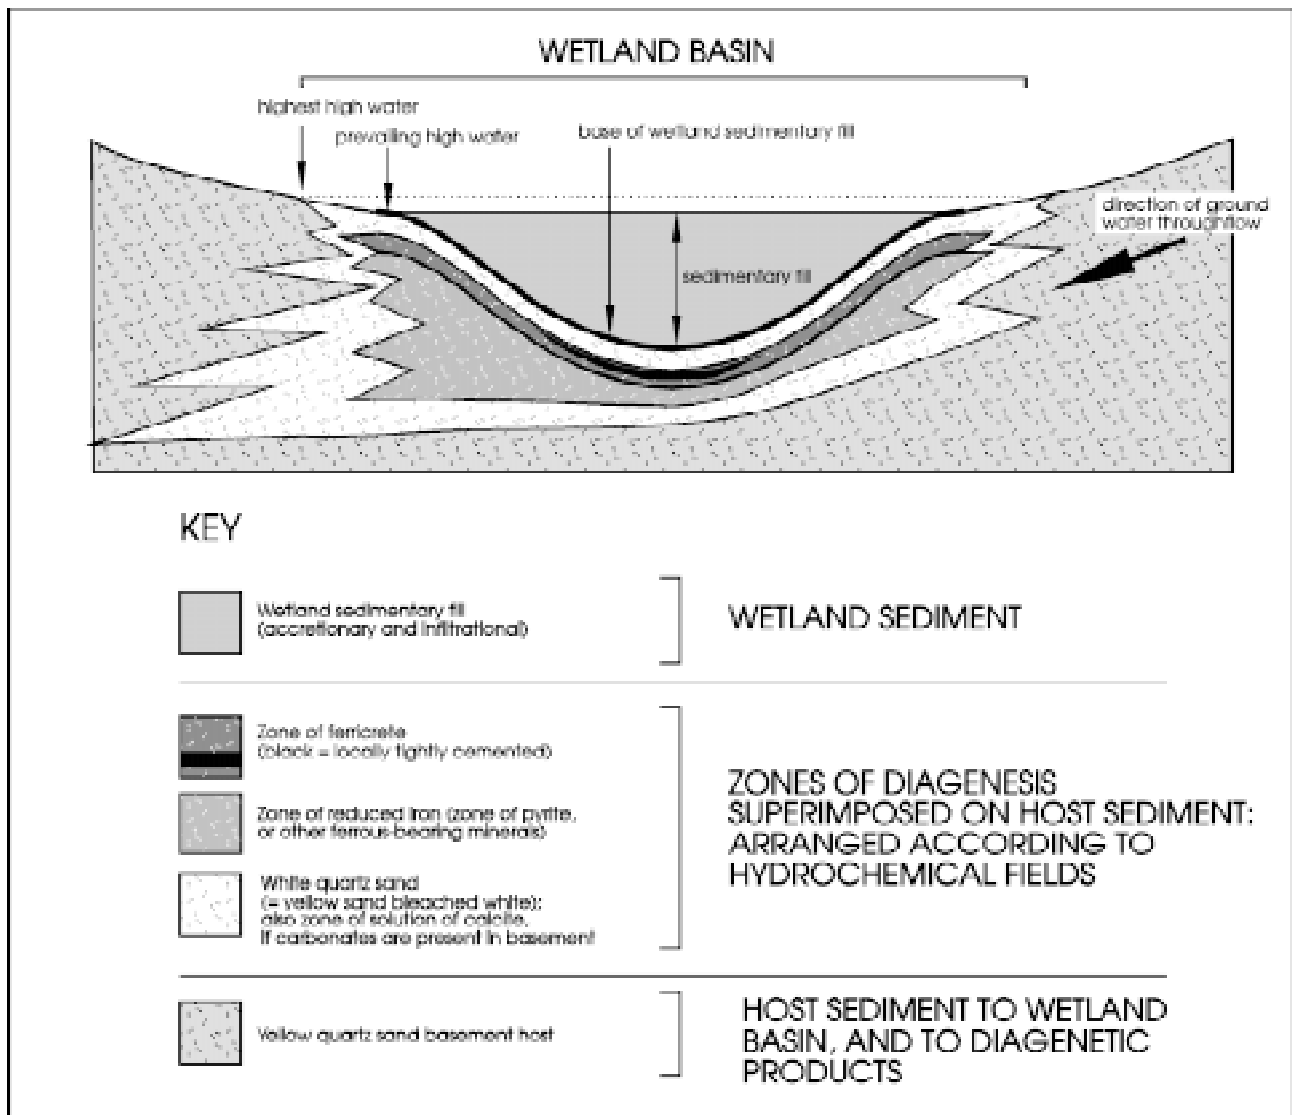 WETLAND BASIN
highest high water
prevailing high water
base of wetland sedimentary fill
direction of ground
water throughflow
sedimentary fill
KEY
Wetland sedimentary fill
(accretionary and infiltrational)
WETLAND SEDIMENT
Zone of ferricrete
(black = locally tightly cemented)
Zone of reduced iron (zone of pyrite,
or other ferrous-bearing minerals)
White quartz sand
(= yellow sand bleached white);
also zone of solution of calcite,
if carbonates are present in basement
ZONES OF DIAGENESIS
SUPERIMPOSED ON HOST SEDIMENT:
ARRANGED ACCORDING TO
HYDROCHEMICAL FIELDS
Yellow quartz sand basement host
HOST SEDIMENT TO WETLAND
BASIN, AND TO DIAGENETIC
PRODUCTS